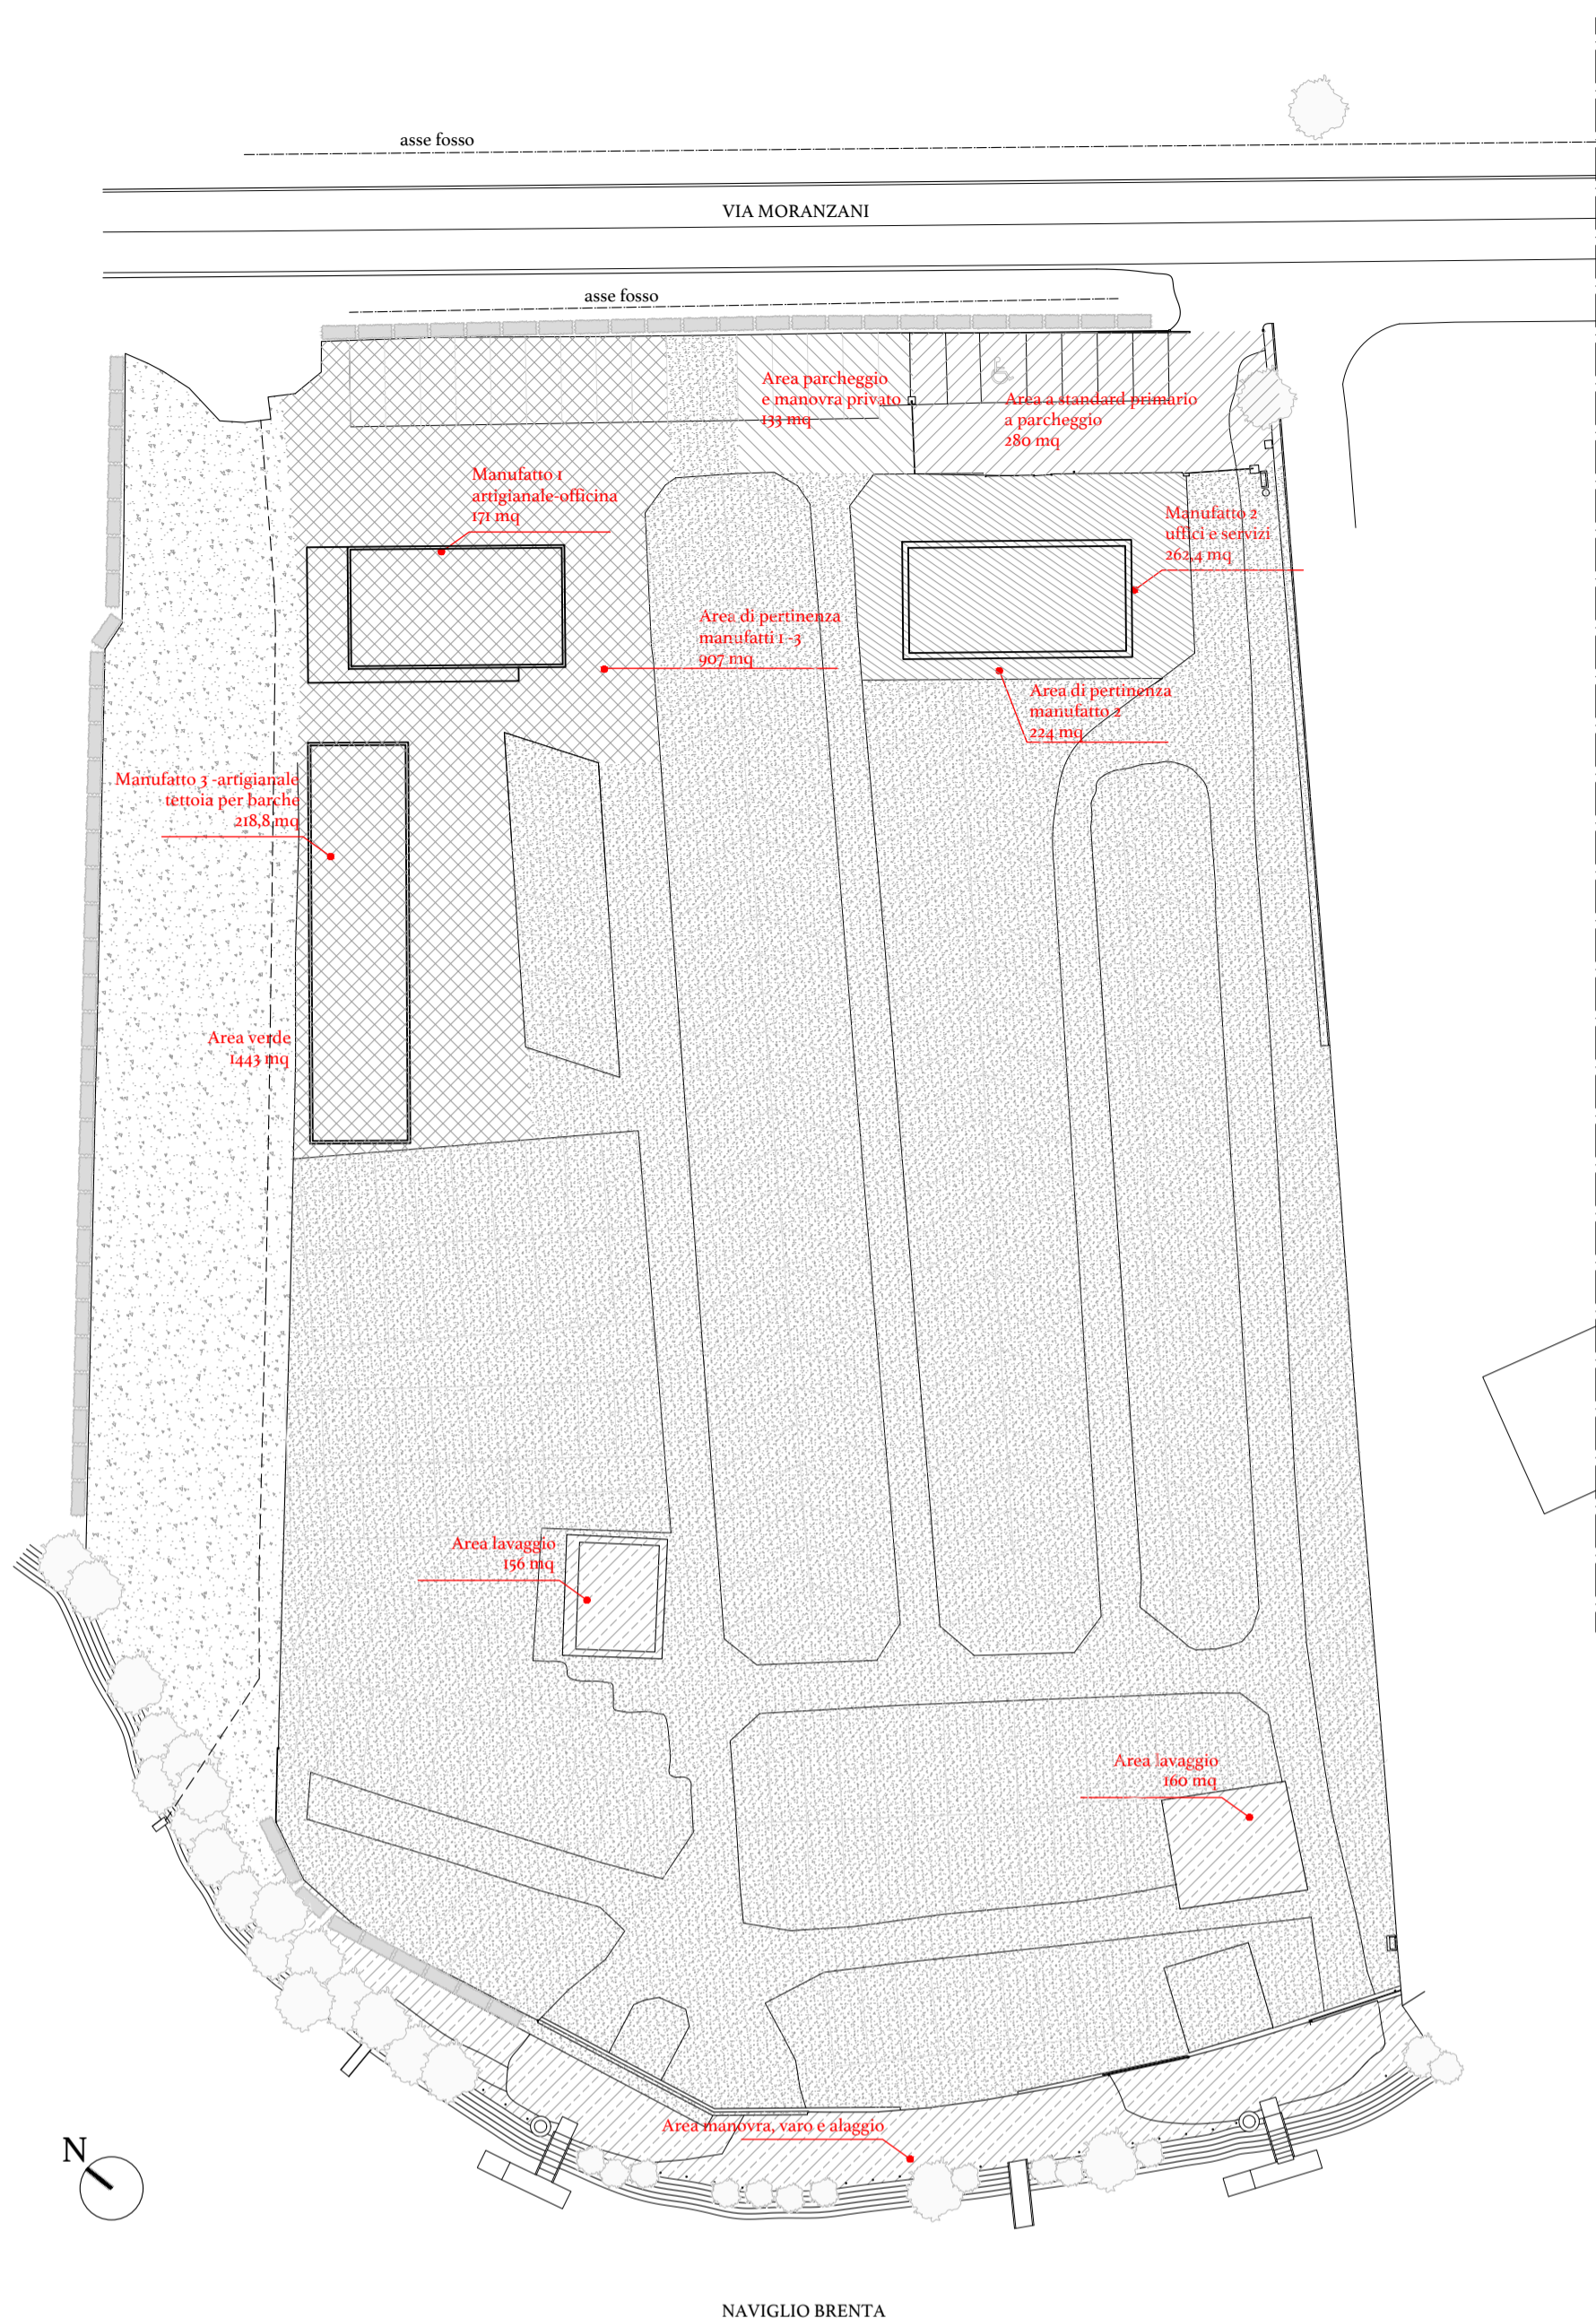 asse fosso
VIA MORANZANI
asse fosso
Area parcheggio
e manovra privato
133 mq
Area a standard primario
a parcheggio
280 mq
Manufatto 1
artigianale-officina
171 mq
Manufatto 2
uffici e servizi
262,4 mq
Area di pertinenza
manufatti 1 -3
907 mq
Area di pertinenza
manufatto 2
224 mq
Manufatto 3 -artigianale
tettoia per barche
218,8 mq
Area verde
1443 mq
Area lavaggio
156 mq
Area lavaggio
160 mq
Area manovra, varo e alaggio
N
NAVIGLIO BRENTA